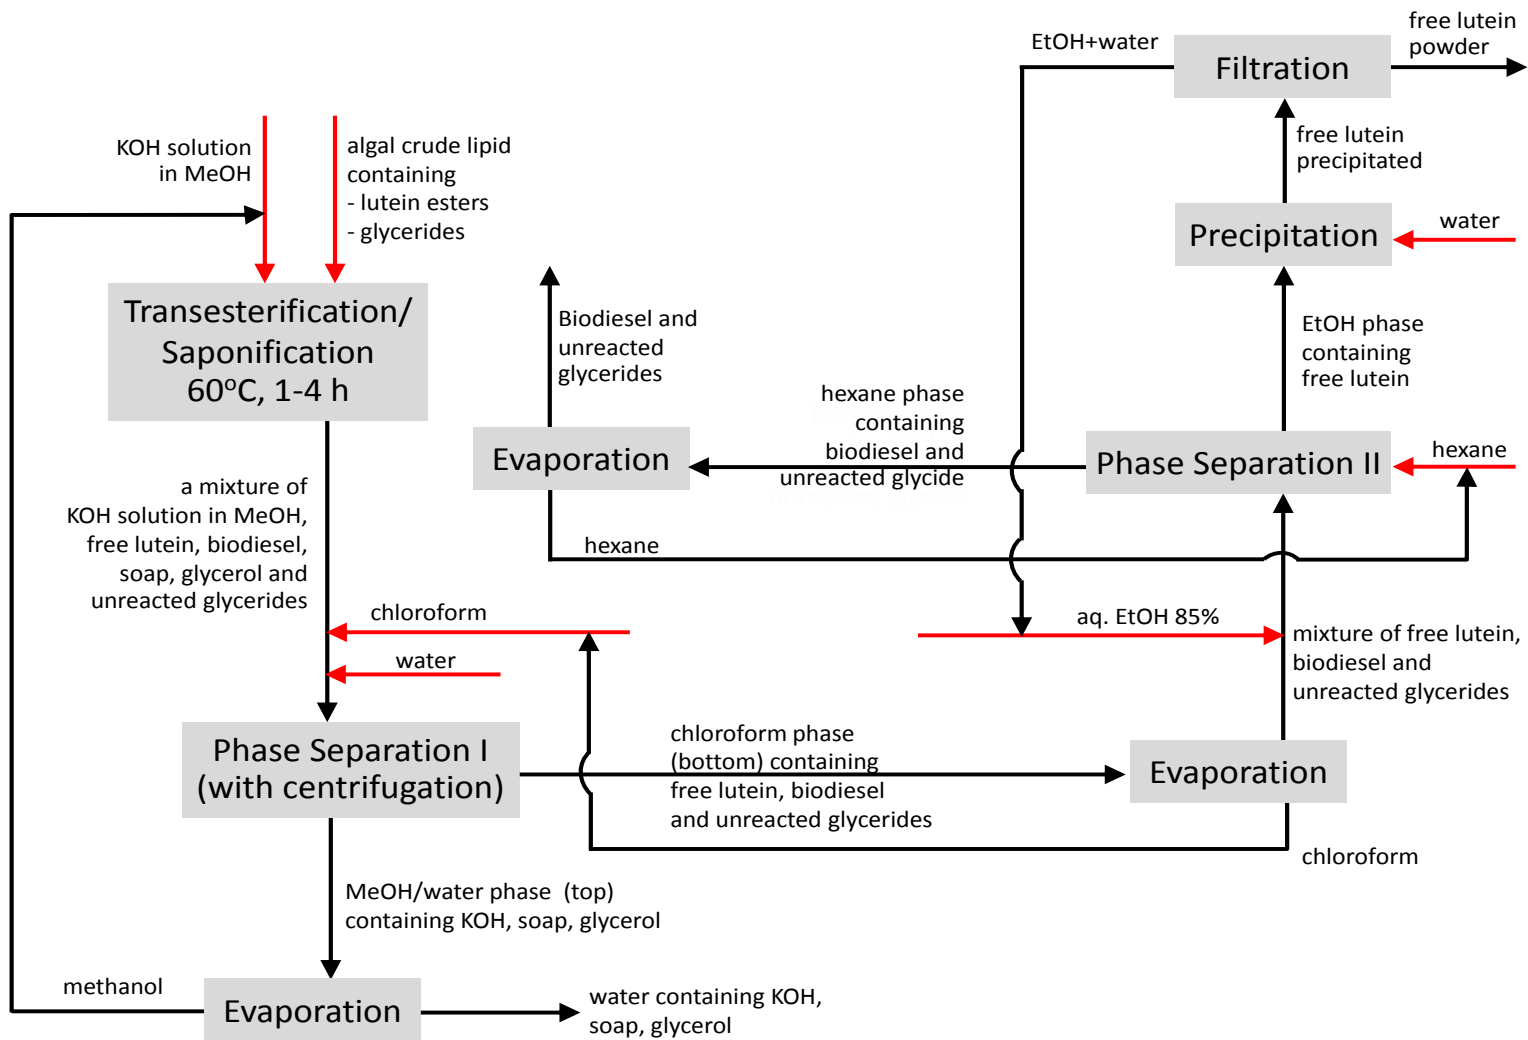 EtOH+water
Filtration
free lutein
powder
free lutein
precipitated
KOH solution
in MeOH
algal crude lipid
containing
- lutein esters
- glycerides
Precipitation
water
Transesterification/
Saponification
60°C, 1-4 h
Biodiesel and
unreacted
glycerides
EtOH phase
containing
free lutein
hexane phase
containing
biodiesel and
unreacted glycide
Evaporation
Phase Separation II
hexane
a mixture of
KOH solution in MeOH,
free lutein, biodiesel,
soap, glycerol and
unreacted glycerides
hexane
chloroform
water
aq. EtOH 85%
mixture of free lutein,
biodiesel and
unreacted glycerides
Phase Separation I
(with centrifugation)
chloroform phase
(bottom) containing
free lutein, biodiesel
and unreacted glycerides
Evaporation
chloroform
MeOH/water phase (top)
containing KOH, soap, glycerol
methanol
Evaporation
water containing KOH,
soap, glycerol